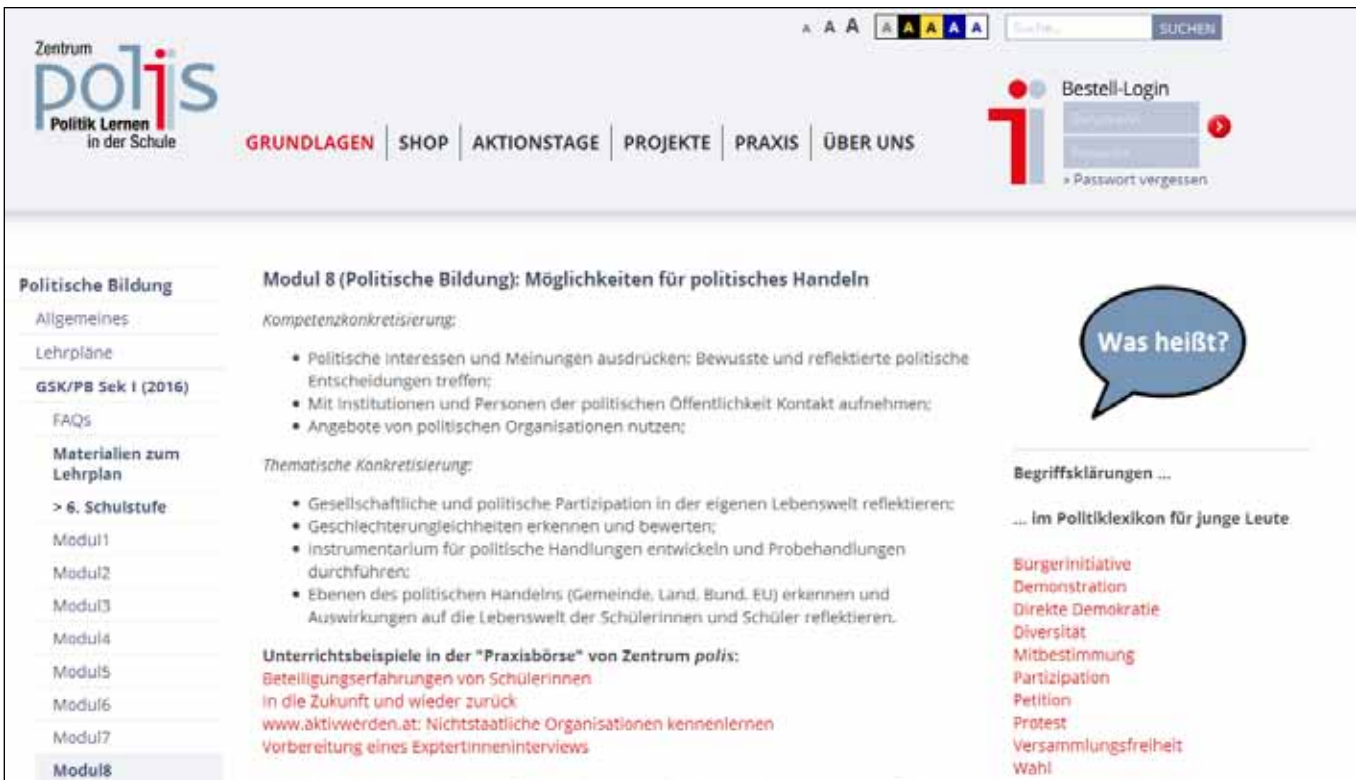 A A A A A A A A
Suche... SUCHEN
Zentrum
polis
Politik Lernen
in der Schule
GRUNDLAGEN SHOP AKTIONSTAGE PROJEKTE PRAXIS ÜBER UNS
Bestell-Login
» Passwort vergessen
Politische Bildung
Allgemeines
Lehrpläne
GSK/PB Sek I (2016)
FAQs
Materialien zum
Lehrplan
> 6. Schulstufe
Modul1
Modul2
Modul3
Modul4
Modul5
Modul6
Modul7
Modul8
Modul 8 (Politische Bildung): Möglichkeiten für politisches Handeln
Kompetenzkonkretisierung:
• Politische Interessen und Meinungen ausdrücken; Bewusste und reflektierte politische
Entscheidungen treffen;
• Mit Institutionen und Personen der politischen Öffentlichkeit Kontakt aufnehmen;
• Angebote von politischen Organisationen nutzen;
Thematische Konkretisierung:
• Gesellschaftliche und politische Partizipation in der eigenen Lebenswelt reflektieren;
• Geschlechterungleichheiten erkennen und bewerten;
• Instrumentarium für politische Handlungen entwickeln und Probehandlungen
durchführen;
• Ebenen des politischen Handelns (Gemeinde, Land, Bund, EU) erkennen und
Auswirkungen auf die Lebenswelt der Schülerinnen und Schüler reflektieren.
Unterrichtsbeispiele in der "Praxisbörse" von Zentrum polis:
Beteiligungserfahrungen von SchülerInnen
In die Zukunft und wieder zurück
www.aktivwerden.at: Nichtstaatliche Organisationen kennenlernen
Vorbereitung eines ExptertInneninterviews
Was heißt?
Begriffsklärungen ...
... im Politiklexikon für junge Leute
Bürgerinitiative
Demonstration
Direkte Demokratie
Diversität
Mitbestimmung
Partizipation
Petition
Protest
Versammlungsfreiheit
Wahl